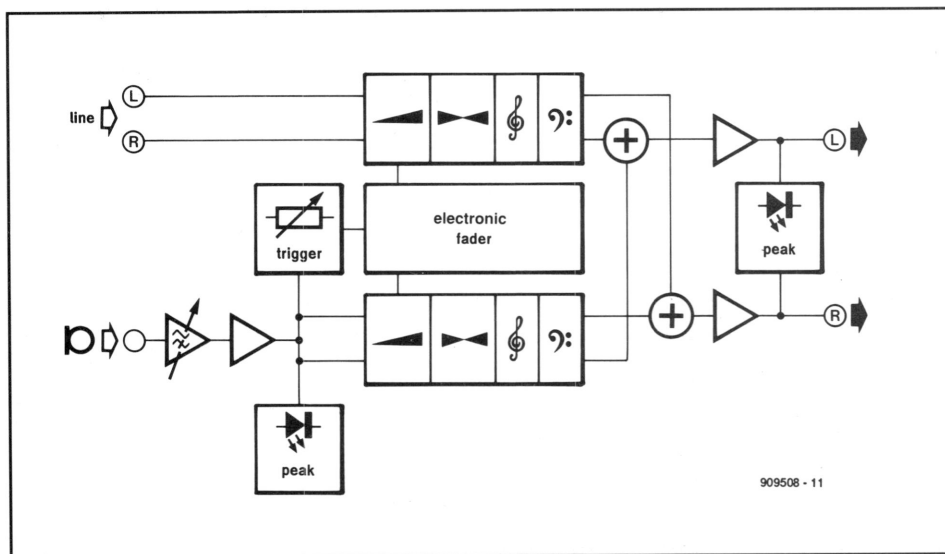 L
line
R
electronic
fader
trigger
peak
L
peak
R
909508 - 11